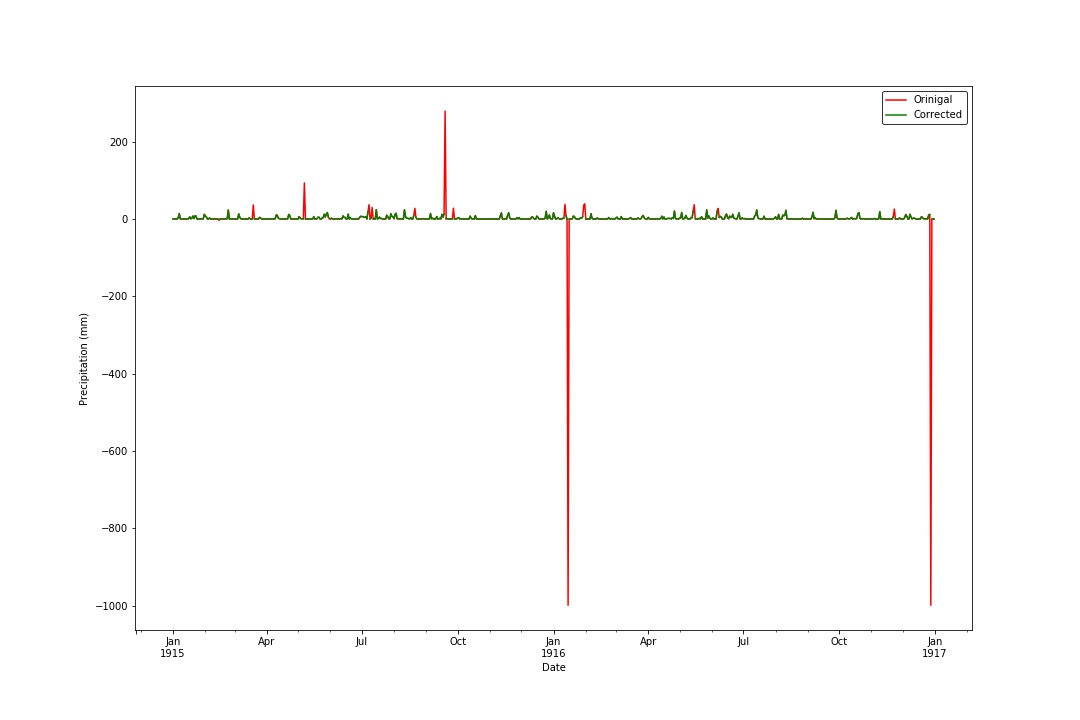 Orinigal
Corrected
200
0
−200
−400
−600
−800
−1000
Precipitation (mm)
Jan Apr Jul Oct Jan Apr Jul Oct Jan
1915 1916 1917
Date